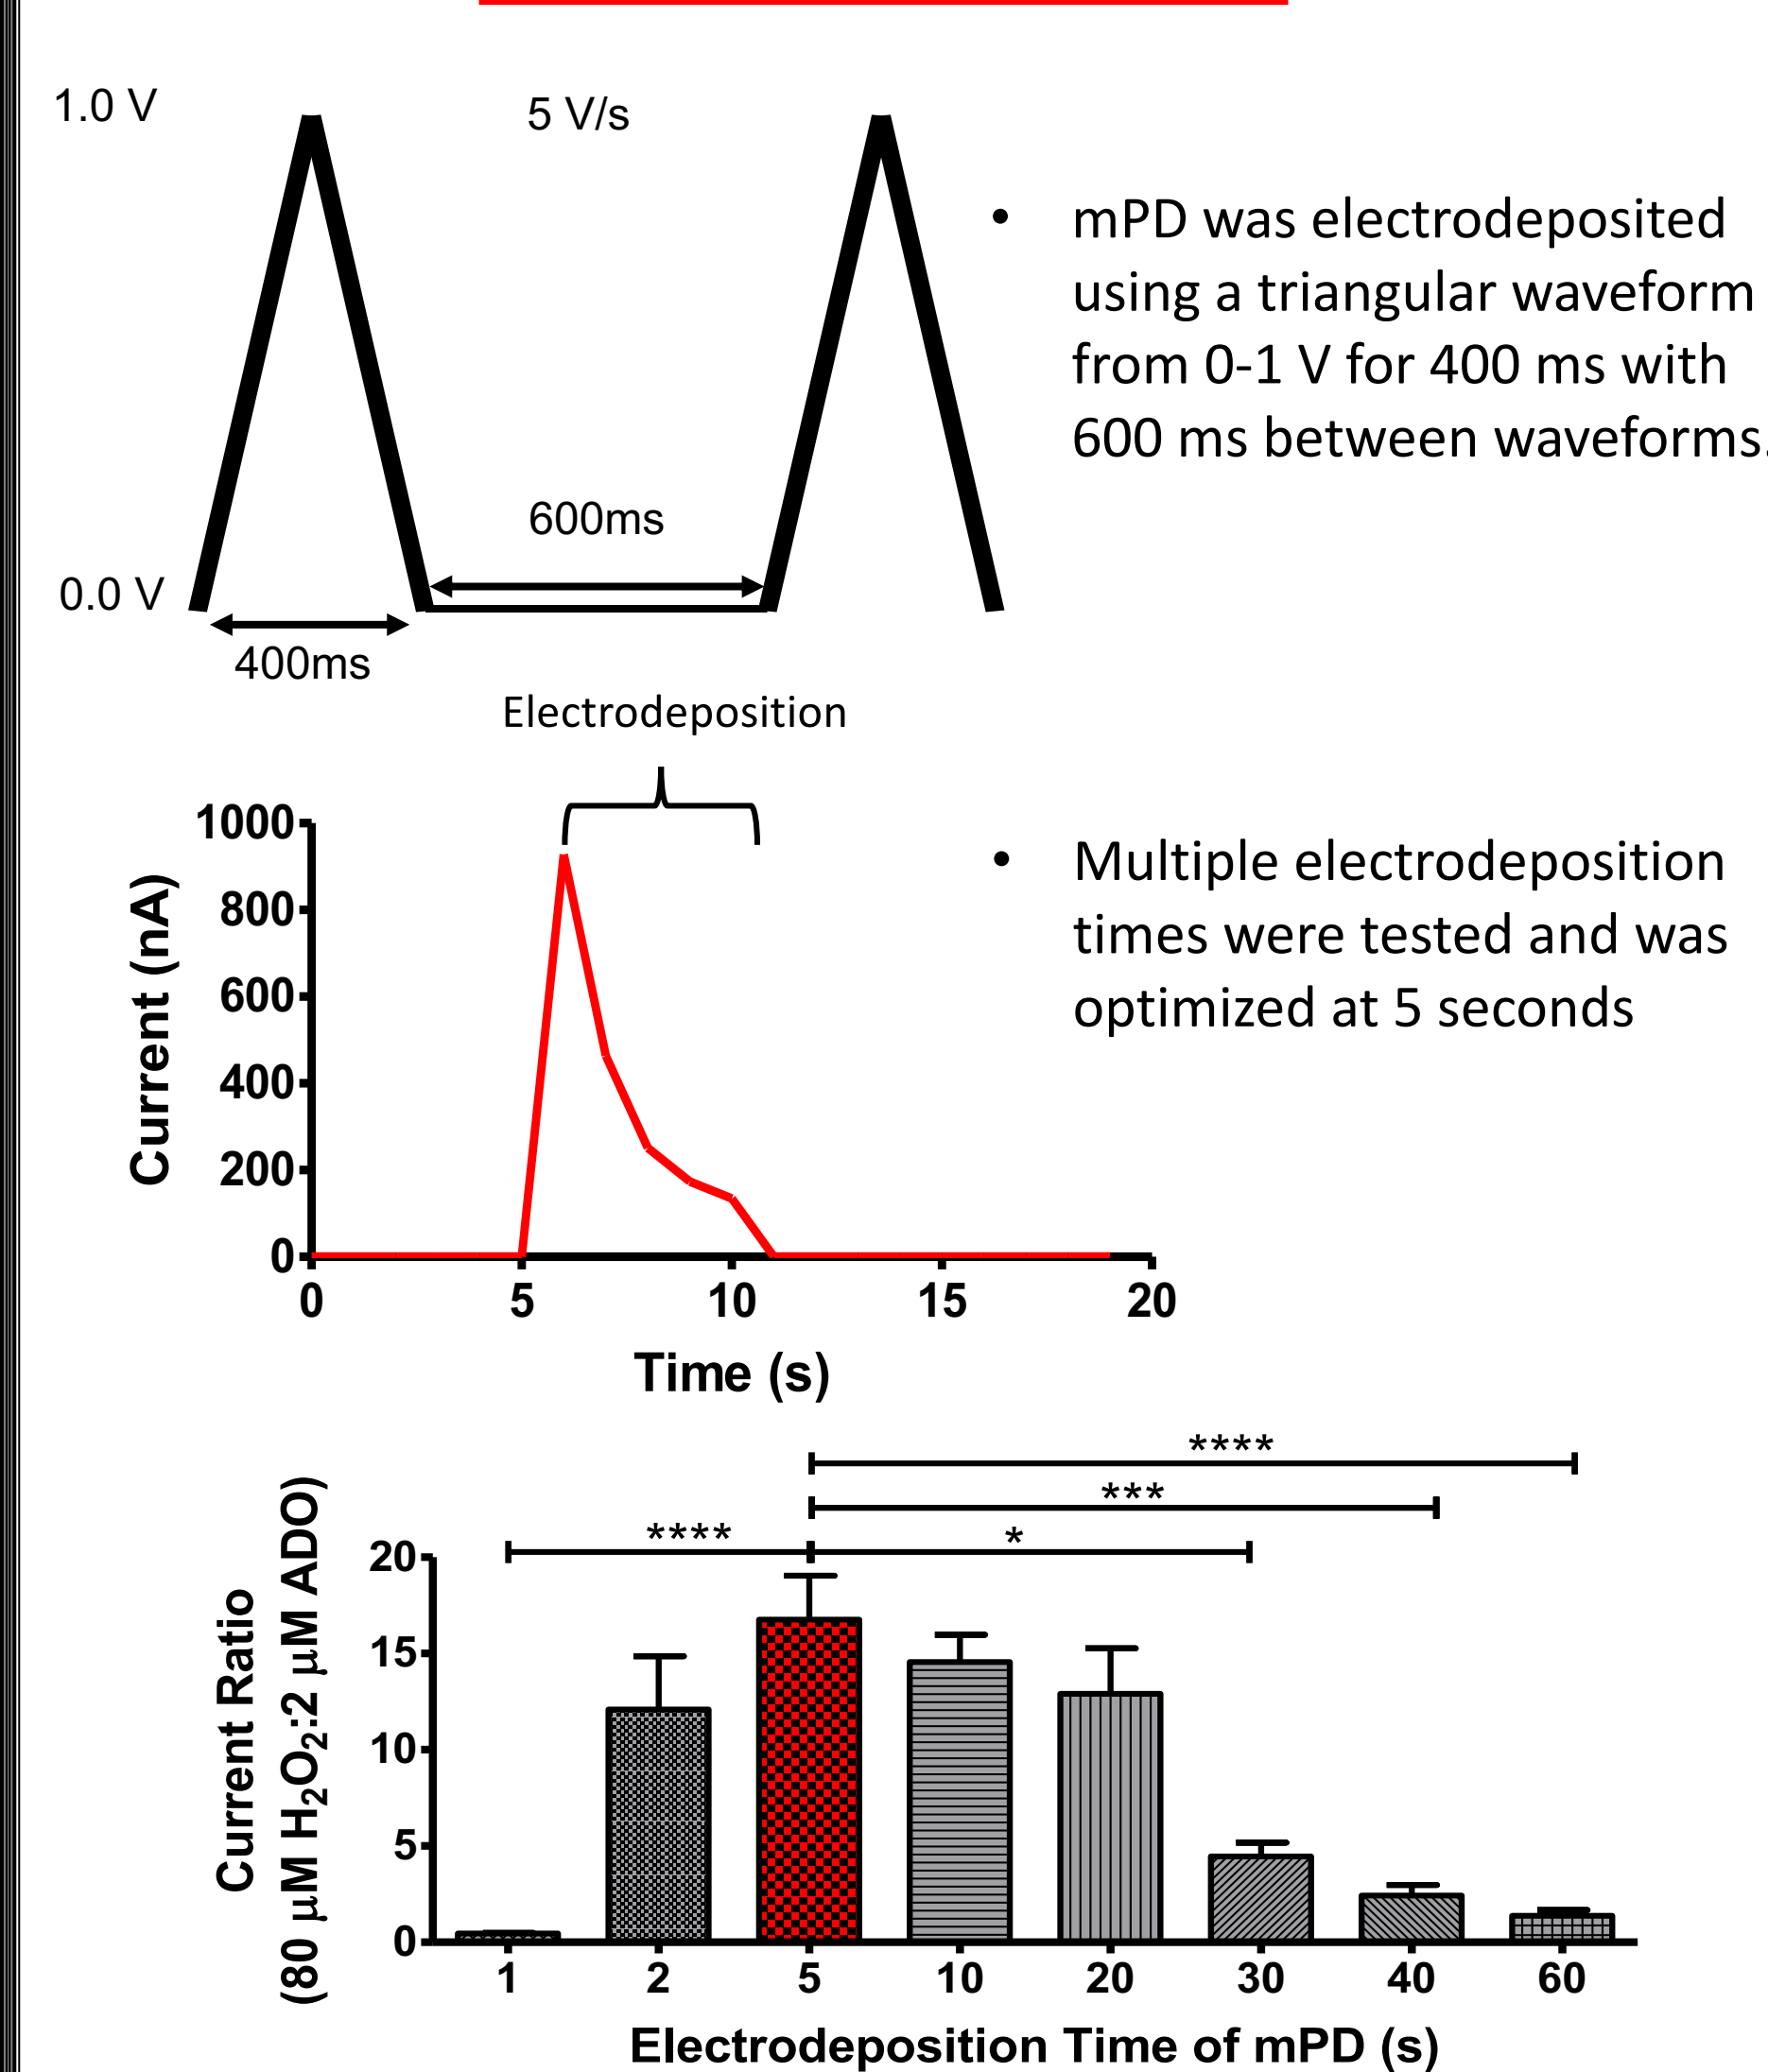 1.0 V
5 V/s
• mPD was electrodeposited
using a triangular waveform
from 0-1 V for 400 ms with
600 ms between waveforms.
600ms
0.0 V
400ms
Electrodeposition
1000
800
600
400
200
0
Current (nA)
0 5 10 15 20
Time (s)
• Multiple electrodeposition
times were tested and was
optimized at 5 seconds
****
***
**** *
20
15
10
5
0
Current Ratio
(80 µM H₂O₂:2 µM ADO)
1 2 5 10 20 30 40 60
Electrodeposition Time of mPD (s)